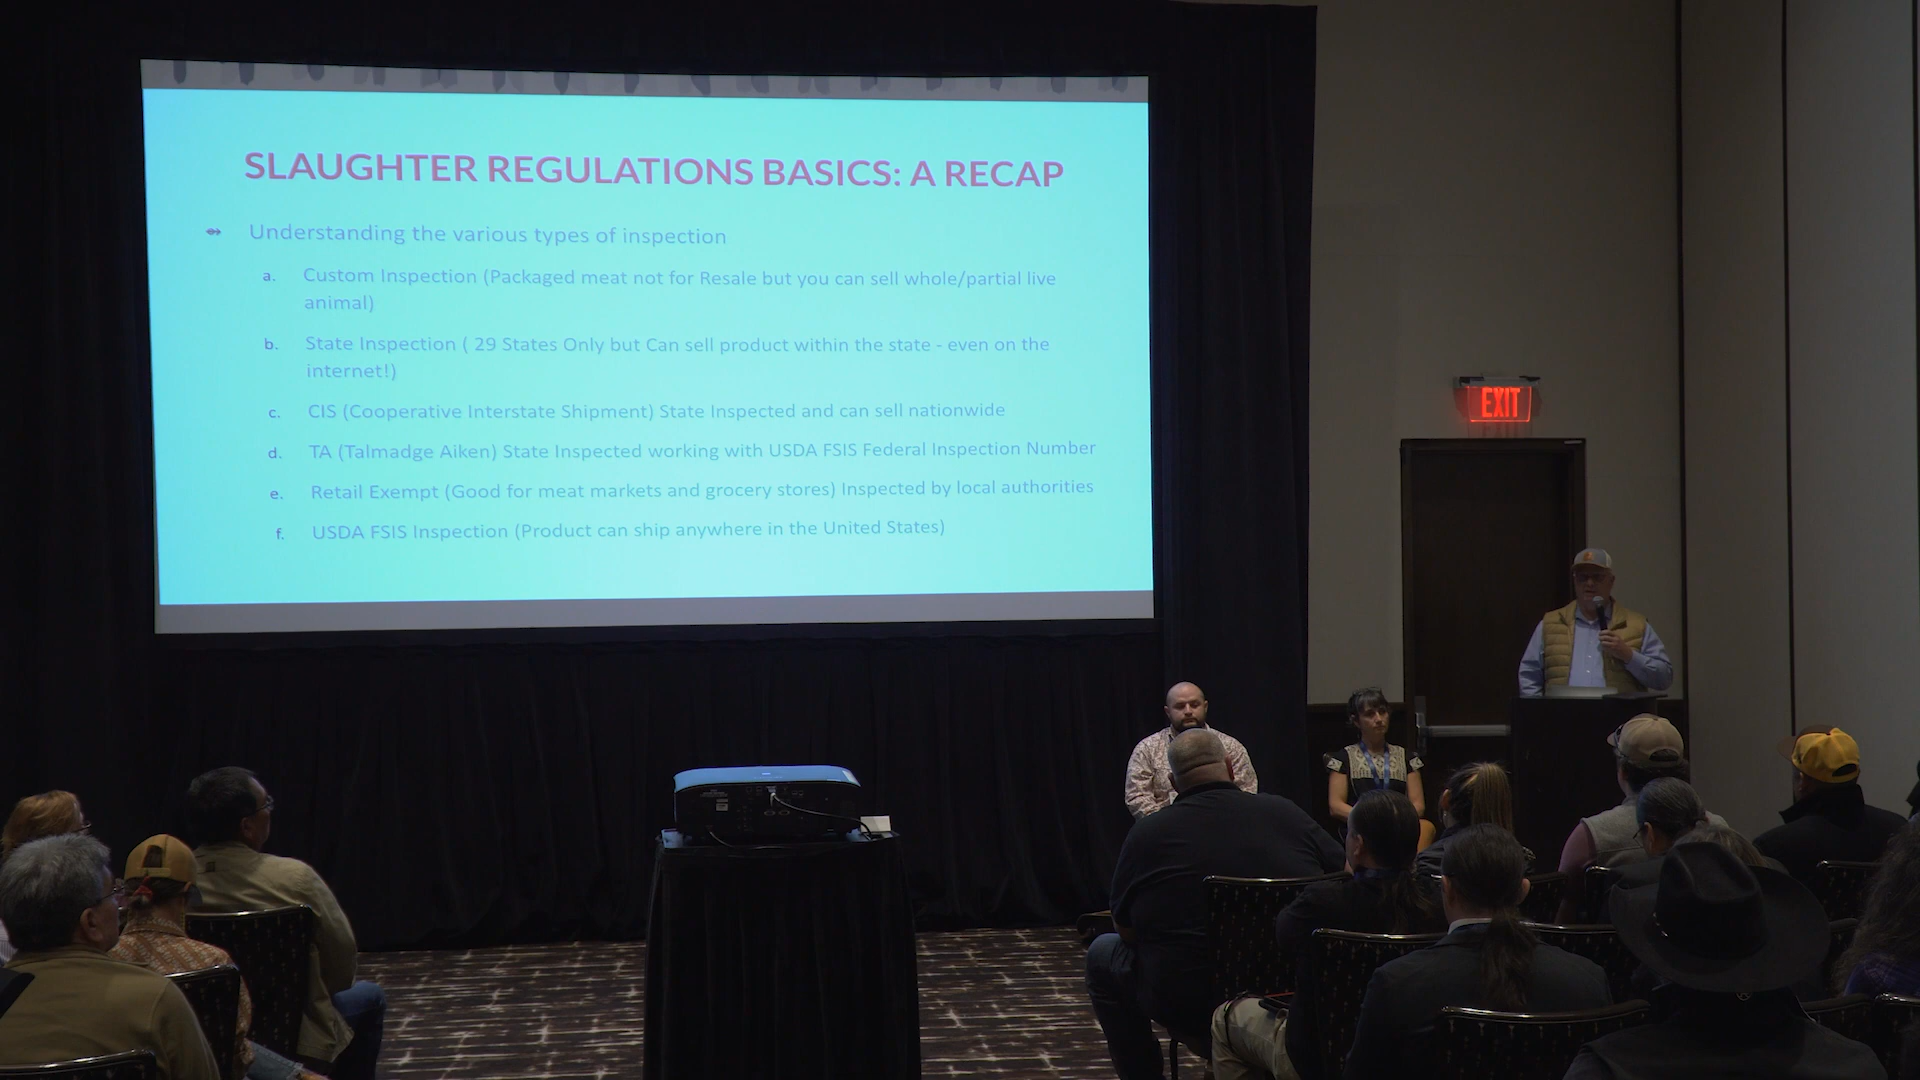 SLAUGHTER REGULATIONS BASICS: A RECAP
Understanding the various types of inspection
a. Custom Inspection (Packaged meat not for Resale but you can sell whole/partial live
animal)
b. State Inspection ( 29 States Only but Can sell product within the state - even on the
internet!)
c. CIS (Cooperative Interstate Shipment) State Inspected and can sell nationwide
d. TA (Talmadge Aiken) State Inspected working with USDA FSIS Federal Inspection Number
e. Retail Exempt (Good for meat markets and grocery stores) Inspected by local authorities
f. USDA FSIS Inspection (Product can ship anywhere in the United States)
EXIT